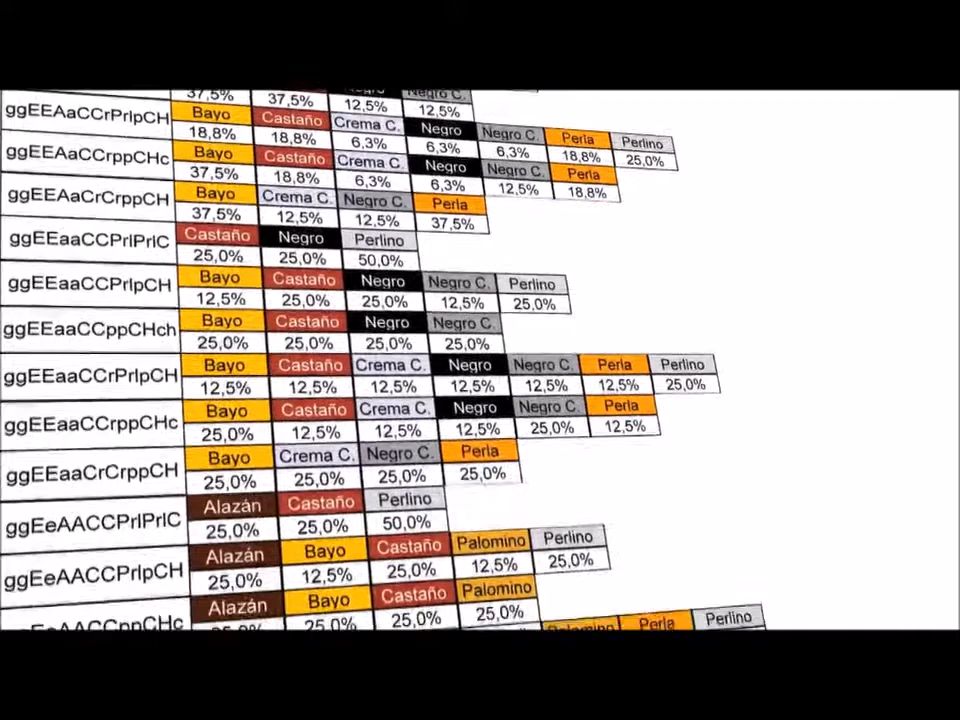 37,5% 37,5% 12,5% 12,5%
Negro C.
ggEEAaCCrPrlpCH Bayo Castaño Crema C. Negro Negro C. Perla Perlino
18,8% 18,8% 6,3% 6,3% 6,3% 18,8% 25,0%
ggEEAaCCrppCHc Bayo Castaño Crema C. Negro Negro C. Perla
37,5% 18,8% 6,3% 6,3% 12,5% 18,8%
ggEEAaCrCrppCH Bayo Crema C. Negro C. Perla
37,5% 12,5% 12,5% 37,5%
ggEEaaCCPrlPrlC Castaño Negro Perlino
25,0% 25,0% 50,0%
ggEEaaCCPrlpCH Bayo Castaño Negro Negro C. Perlino
12,5% 25,0% 25,0% 12,5% 25,0%
ggEEaaCCppCHch Bayo Castaño Negro Negro C.
25,0% 25,0% 25,0% 25,0%
ggEEaaCCrPrlpCH Bayo Castaño Crema C. Negro Negro C. Perla Perlino
12,5% 12,5% 12,5% 12,5% 12,5% 12,5% 25,0%
ggEEaaCCrppCHc Bayo Castaño Crema C. Negro Negro C. Perla
25,0% 12,5% 12,5% 12,5% 25,0% 12,5%
ggEEaaCrCrppCH Bayo Crema C. Negro C. Perla
25,0% 25,0% 25,0% 25,0%
ggEeAACCPrlPrlC Alazán Castaño Perlino
25,0% 25,0% 50,0%
ggEeAACCPrlpCH Alazán Bayo Castaño Palomino Perlino
25,0% 12,5% 25,0% 12,5% 25,0%
ggEeAACCppCHc Alazán Bayo Castaño Palomino
25,0% 25,0% 25,0% 25,0%
Palomino Perla Perlino